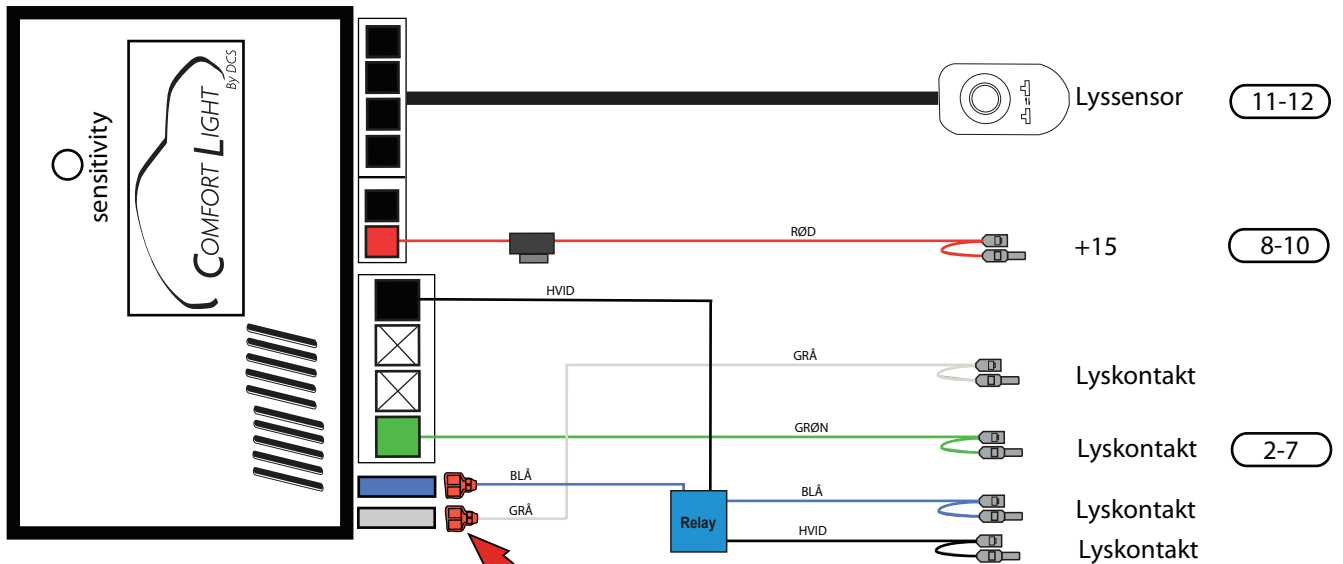 sensitivity
COMFORT LIGHT
By DCS
Lyssensor
11-12
RØD
+15
8-10
HVID
GRÅ
Lyskontakt
GRØN
Lyskontakt
2-7
BLÅ
BLÅ
Lyskontakt
GRÅ
Relay
HVID
Lyskontakt